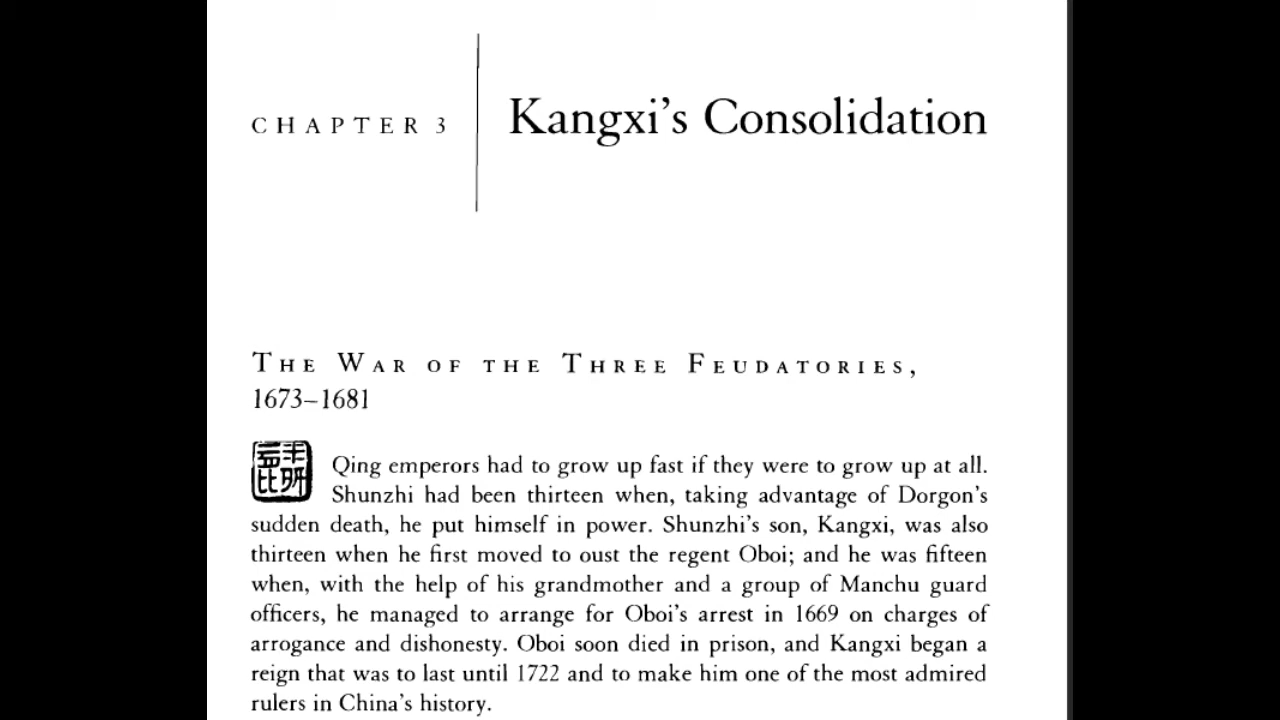 CHAPTER 3
Kangxi's Consolidation
THE WAR OF THE THREE FEUDATORIES,
1673–1681
Qing emperors had to grow up fast if they were to grow up at all.
Shunzhi had been thirteen when, taking advantage of Dorgon's
sudden death, he put himself in power. Shunzhi's son, Kangxi, was also
thirteen when he first moved to oust the regent Oboi; and he was fifteen
when, with the help of his grandmother and a group of Manchu guard
officers, he managed to arrange for Oboi's arrest in 1669 on charges of
arrogance and dishonesty. Oboi soon died in prison, and Kangxi began a
reign that was to last until 1722 and to make him one of the most admired
rulers in China's history.